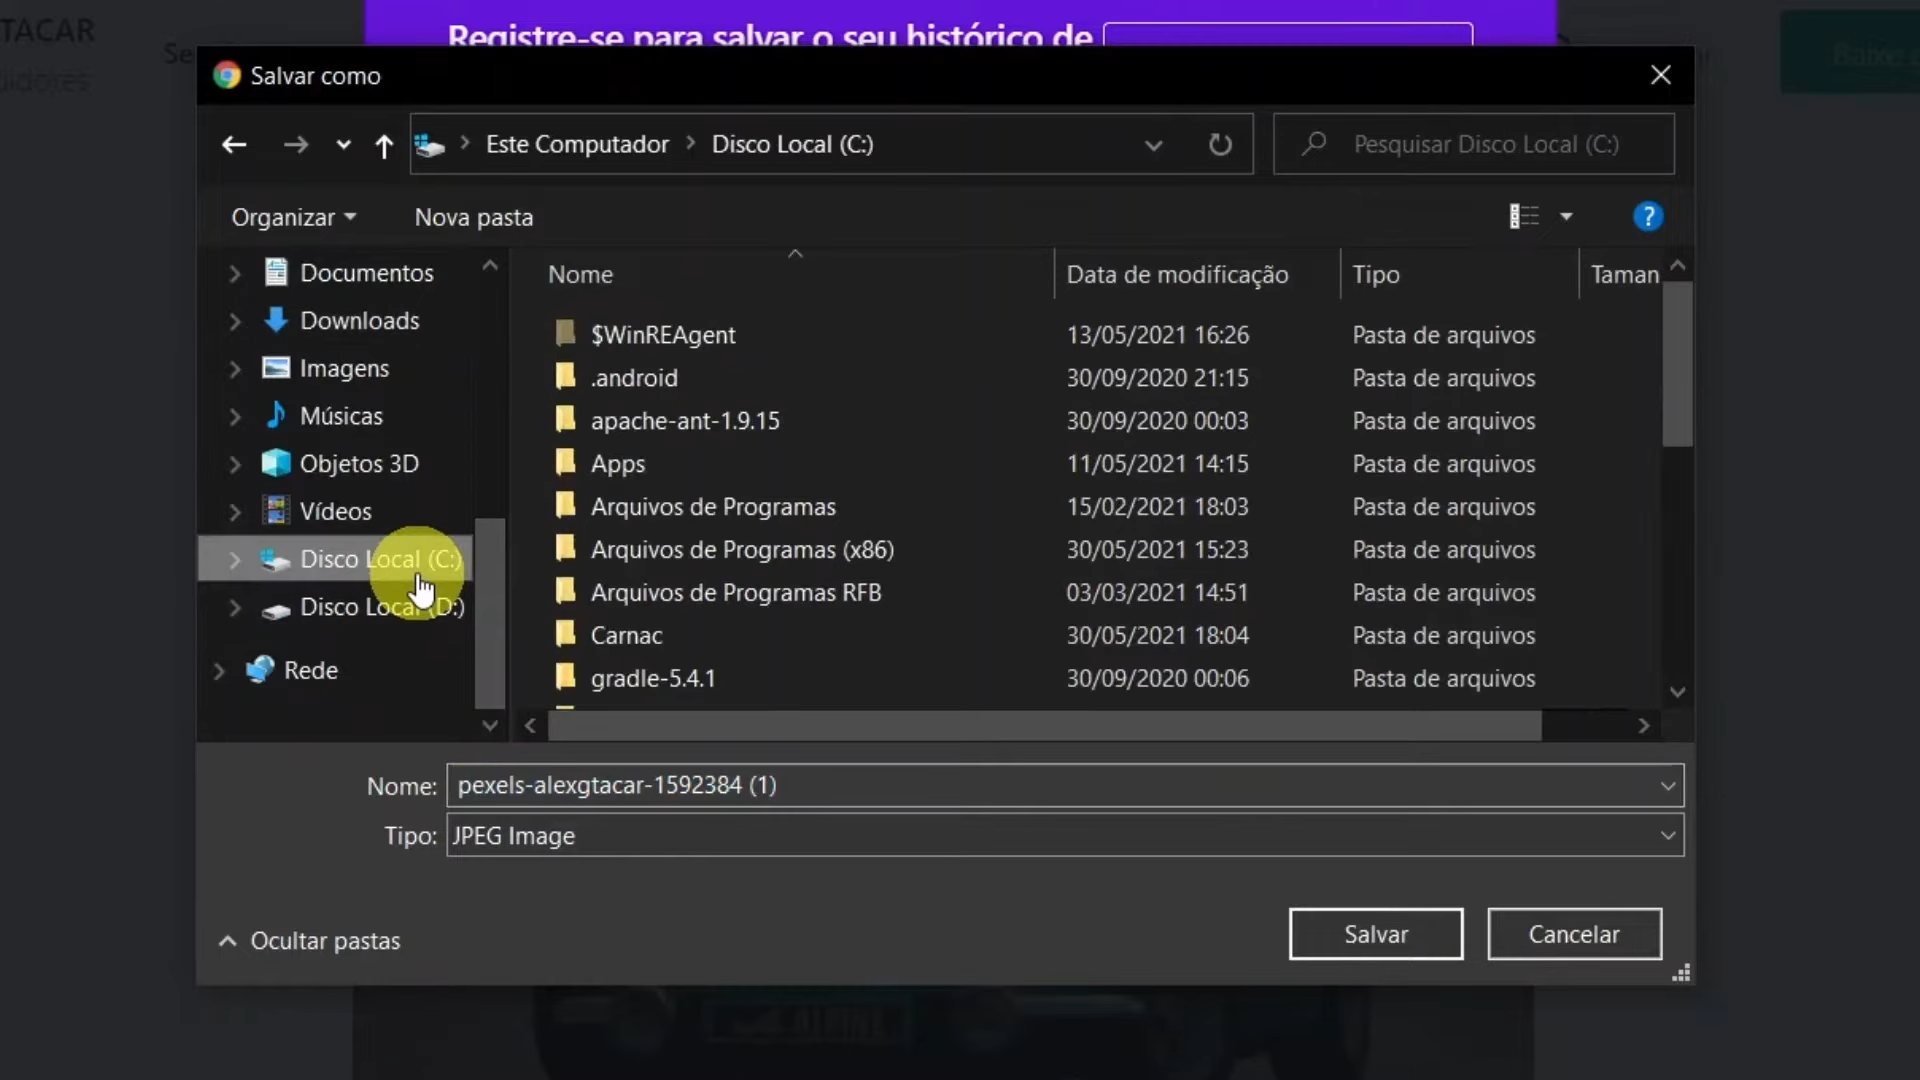 TACAR
Registre-se para salvar o seu histórico de
Salvar como
Este Computador
Disco Local (C:)
Pesquisar Disco Local (C:)
Organizar
Nova pasta
?
Documentos
Downloads
Imagens
Músicas
Objetos 3D
Vídeos
Disco Local (C:)
Disco Local (D:)
Rede
Nome Data de modificação Tipo Taman
$WinREAgent 13/05/2021 16:26 Pasta de arquivos
.android 30/09/2020 21:15 Pasta de arquivos
apache-ant-1.9.15 30/09/2020 00:03 Pasta de arquivos
Apps 11/05/2021 14:15 Pasta de arquivos
Arquivos de Programas 15/02/2021 18:03 Pasta de arquivos
Arquivos de Programas (x86) 30/05/2021 15:23 Pasta de arquivos
Arquivos de Programas RFB 03/03/2021 14:51 Pasta de arquivos
Carnac 30/05/2021 18:04 Pasta de arquivos
gradle-5.4.1 30/09/2020 00:06 Pasta de arquivos
Nome: pexels-alexgtacar-1592384 (1)
Tipo: JPEG Image
Ocultar pastas
Salvar
Cancelar